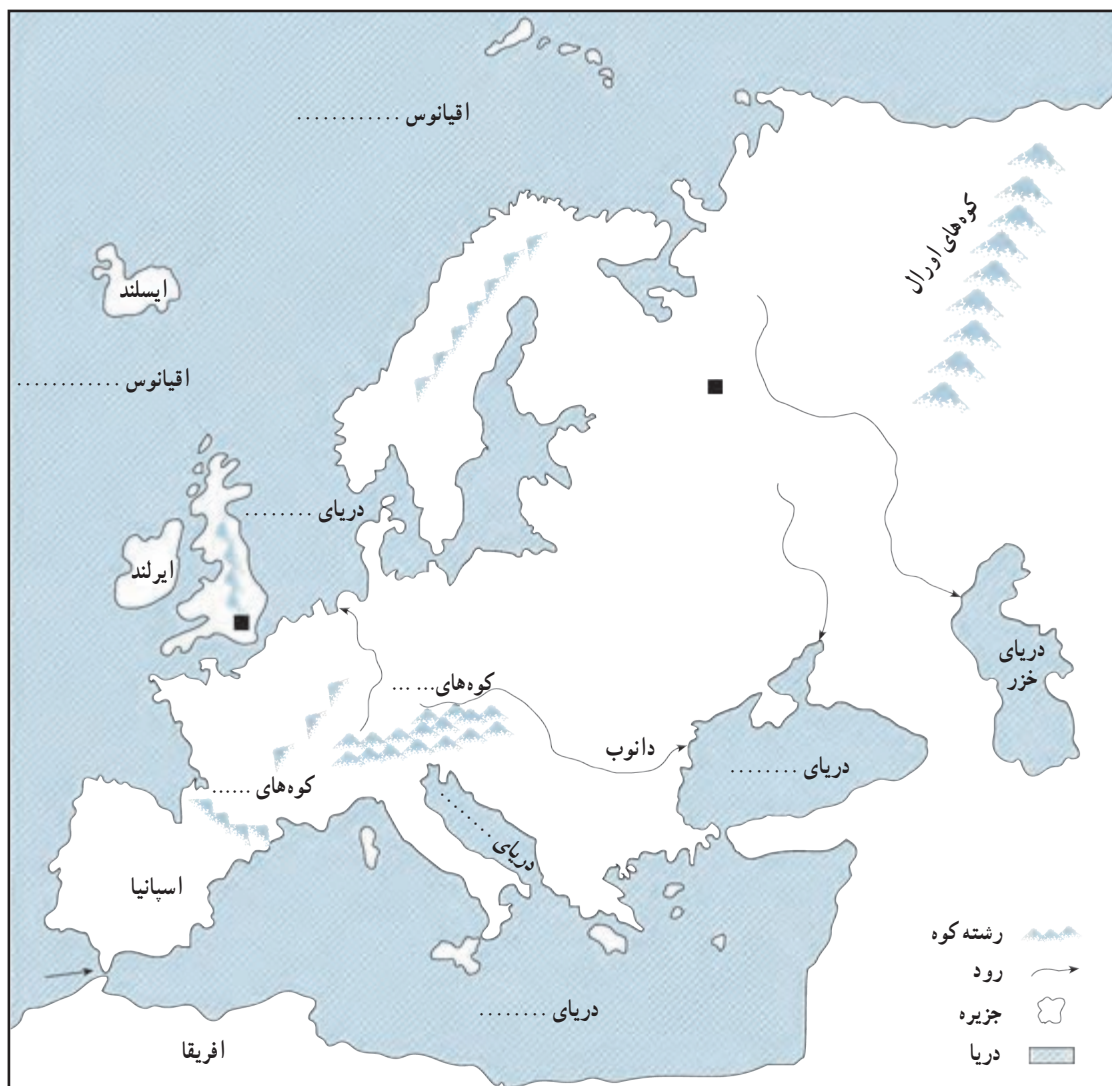 اقیانوس ............
کوه‌های اورال
ایسلند
اقیانوس ............
دریای ........
ایرلند
دریای
خزر
کوه‌های... ...
دانوب
دریای ........
کوه‌های ......
دریای ........
اسپانیا
رشته کوه
رود
جزیره
دریای ........
دریا
افریقا